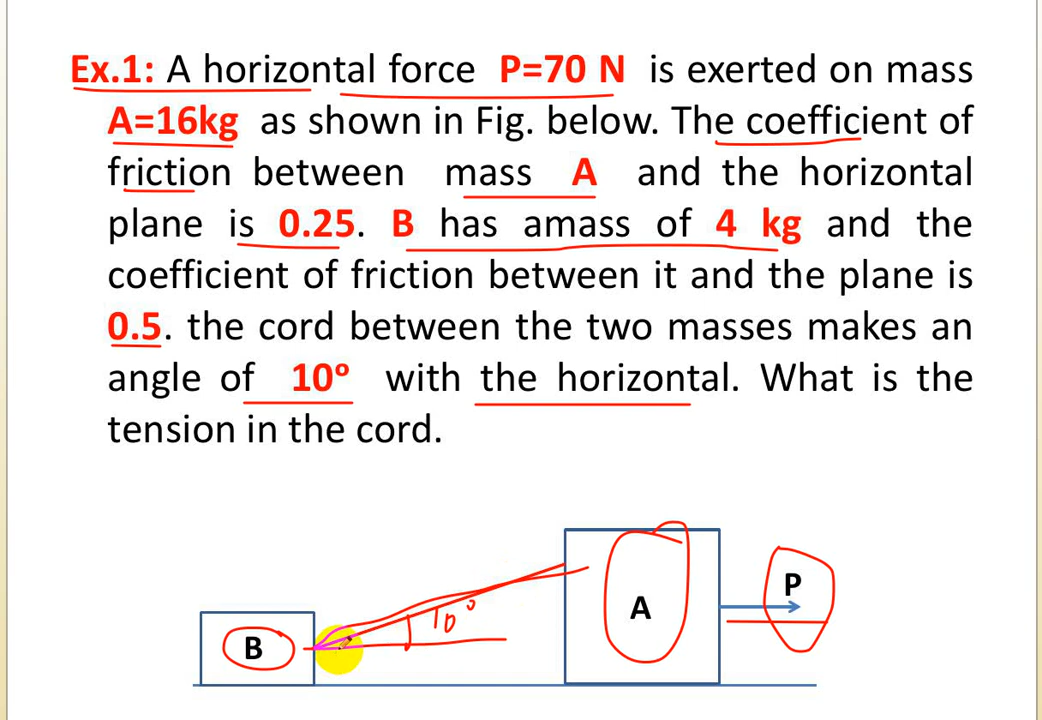 Ex.1: A horizontal force P=70 N is exerted on mass
A=16kg as shown in Fig. below. The coefficient of
friction between mass A and the horizontal
plane is 0.25. B has amass of 4 kg and the
coefficient of friction between it and the plane is
0.5. the cord between the two masses makes an
angle of 10º with the horizontal. What is the
tension in the cord.
P
A
10°
B